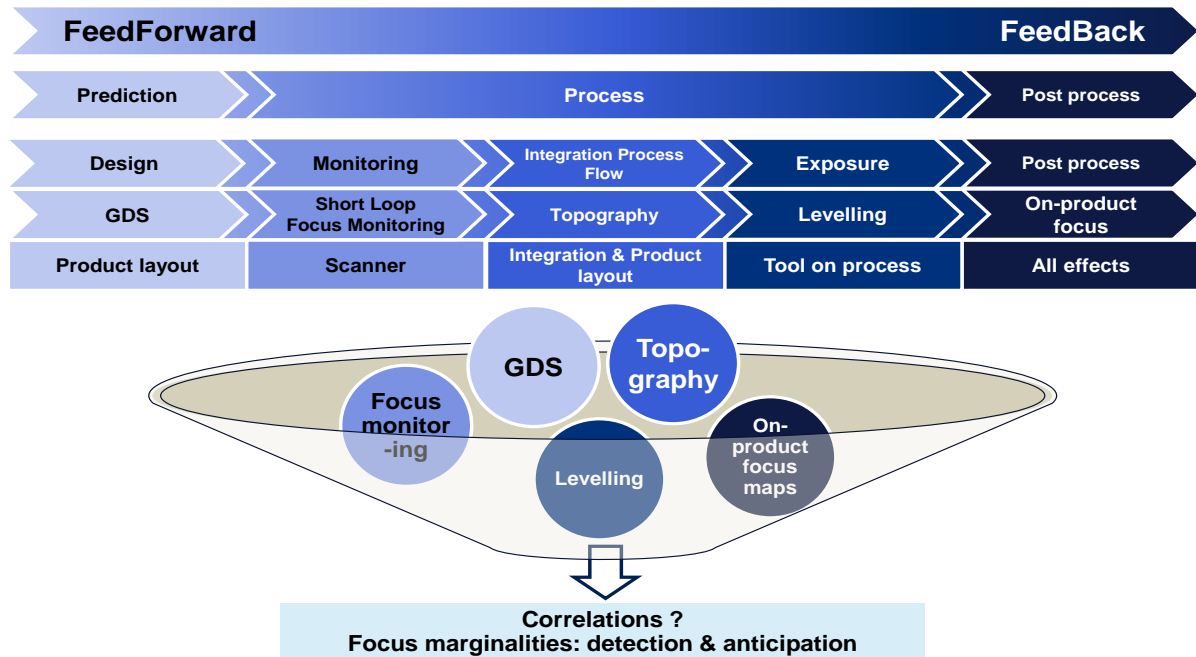 FeedForward FeedBack
Prediction Process Post process
Design Monitoring Integration Process
Flow Exposure Post process
GDS Short Loop
Focus Monitoring Topography Levelling On-product
focus
Product layout Scanner Integration & Product
layout Tool on process All effects
GDS
Topo-
graphy
Focus
monitor
-ing
Levelling
On-
product
focus
maps
Correlations ?
Focus marginalities: detection & anticipation